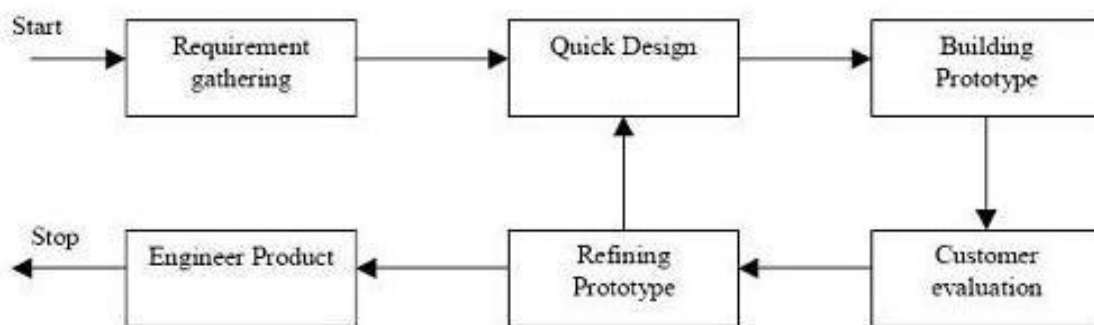 Start
Requirement
gathering
Quick Design
Building
Prototype
Stop
Engineer Product
Refining
Prototype
Customer
evaluation